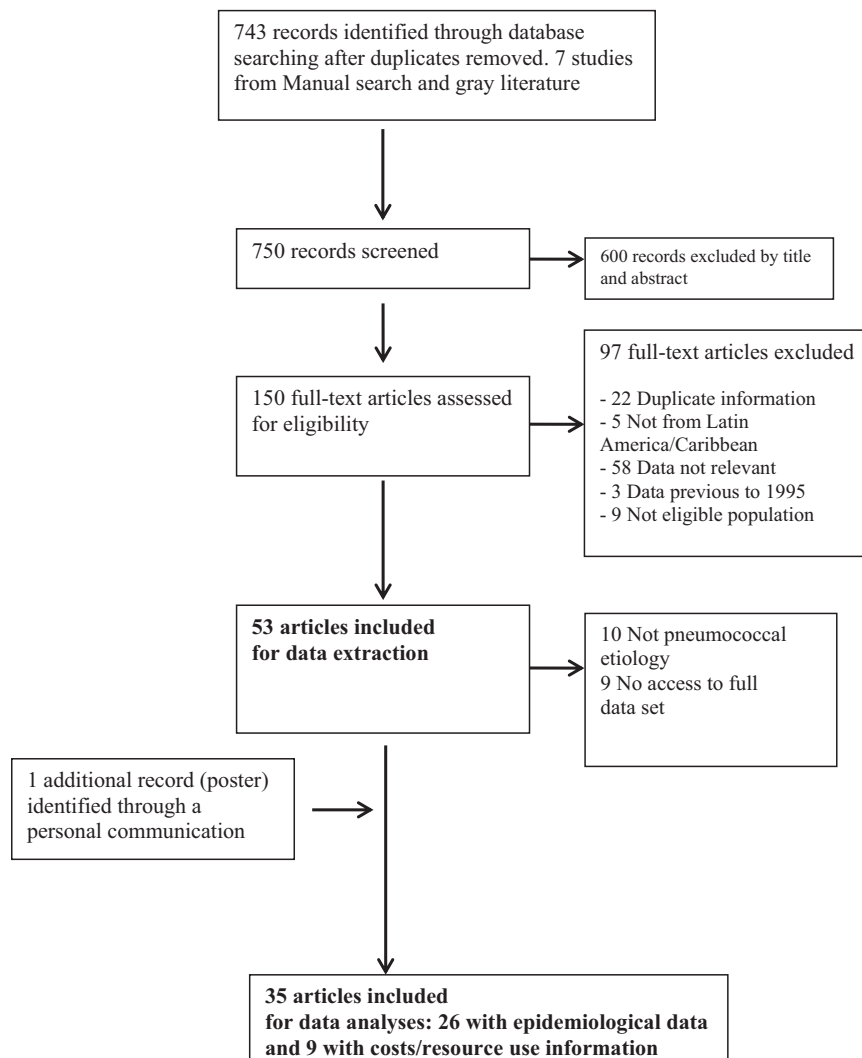 743 records identified through database
searching after duplicates removed. 7 studies
from Manual search and gray literature
750 records screened
600 records excluded by title
and abstract
150 full-text articles assessed
for eligibility
97 full-text articles excluded
- 22 Duplicate information
- 5 Not from Latin
America/Caribbean
- 58 Data not relevant
- 3 Data previous to 1995
- 9 Not eligible population
53 articles included
for data extraction
10 Not pneumococcal
etiology
9 No access to full
data set
1 additional record (poster)
identified through a
personal communication
35 articles included
for data analyses: 26 with epidemiological data
and 9 with costs/resource use information